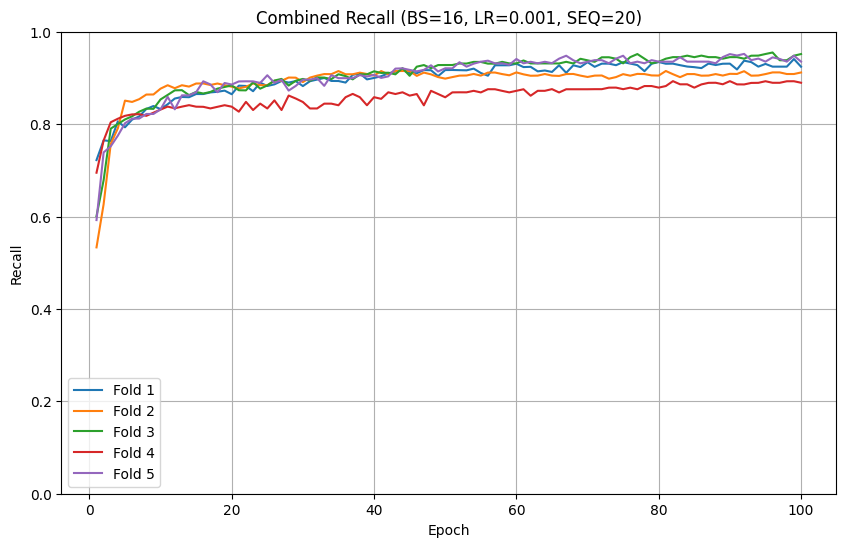 Combined Recall (BS=16, LR=0.001, SEQ=20)
1.0
0.8
0.6
0.4
0.2
0.0
Recall
Fold 1
Fold 2
Fold 3
Fold 4
Fold 5
0 20 40 60 80 100
Epoch